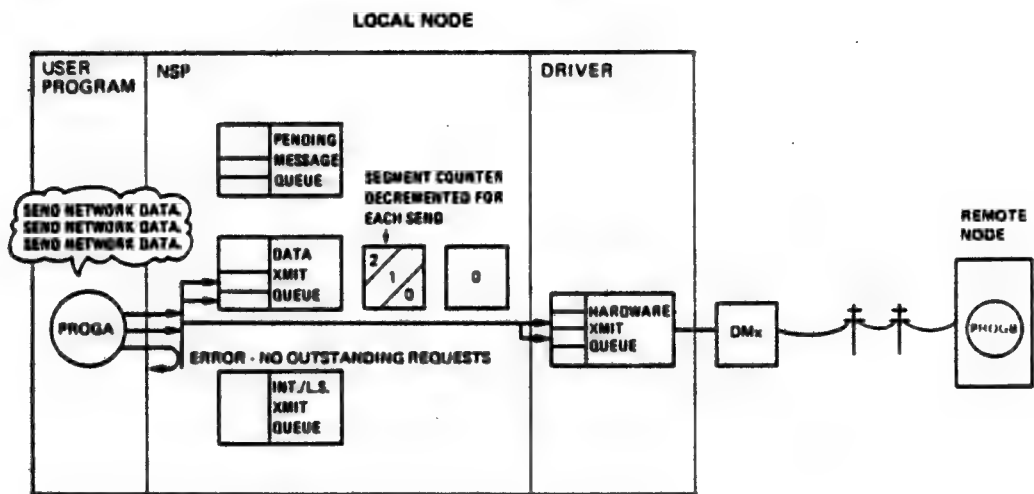 LOCAL NODE
USER PROGRAM
NSP
DRIVER
PENDING
MESSAGE
QUEUE
SEGMENT COUNTER
DECREMENTED FOR
EACH SEND
SEND NETWORK DATA.
SEND NETWORK DATA.
SEND NETWORK DATA.
REMOTE
NODE
DATA
XMIT
QUEUE
2
1
0
0
PROGA
HARDWARE
XMIT
QUEUE
DMx
PROGB
ERROR - NO OUTSTANDING REQUESTS
INT./L.S.
XMIT
QUEUE